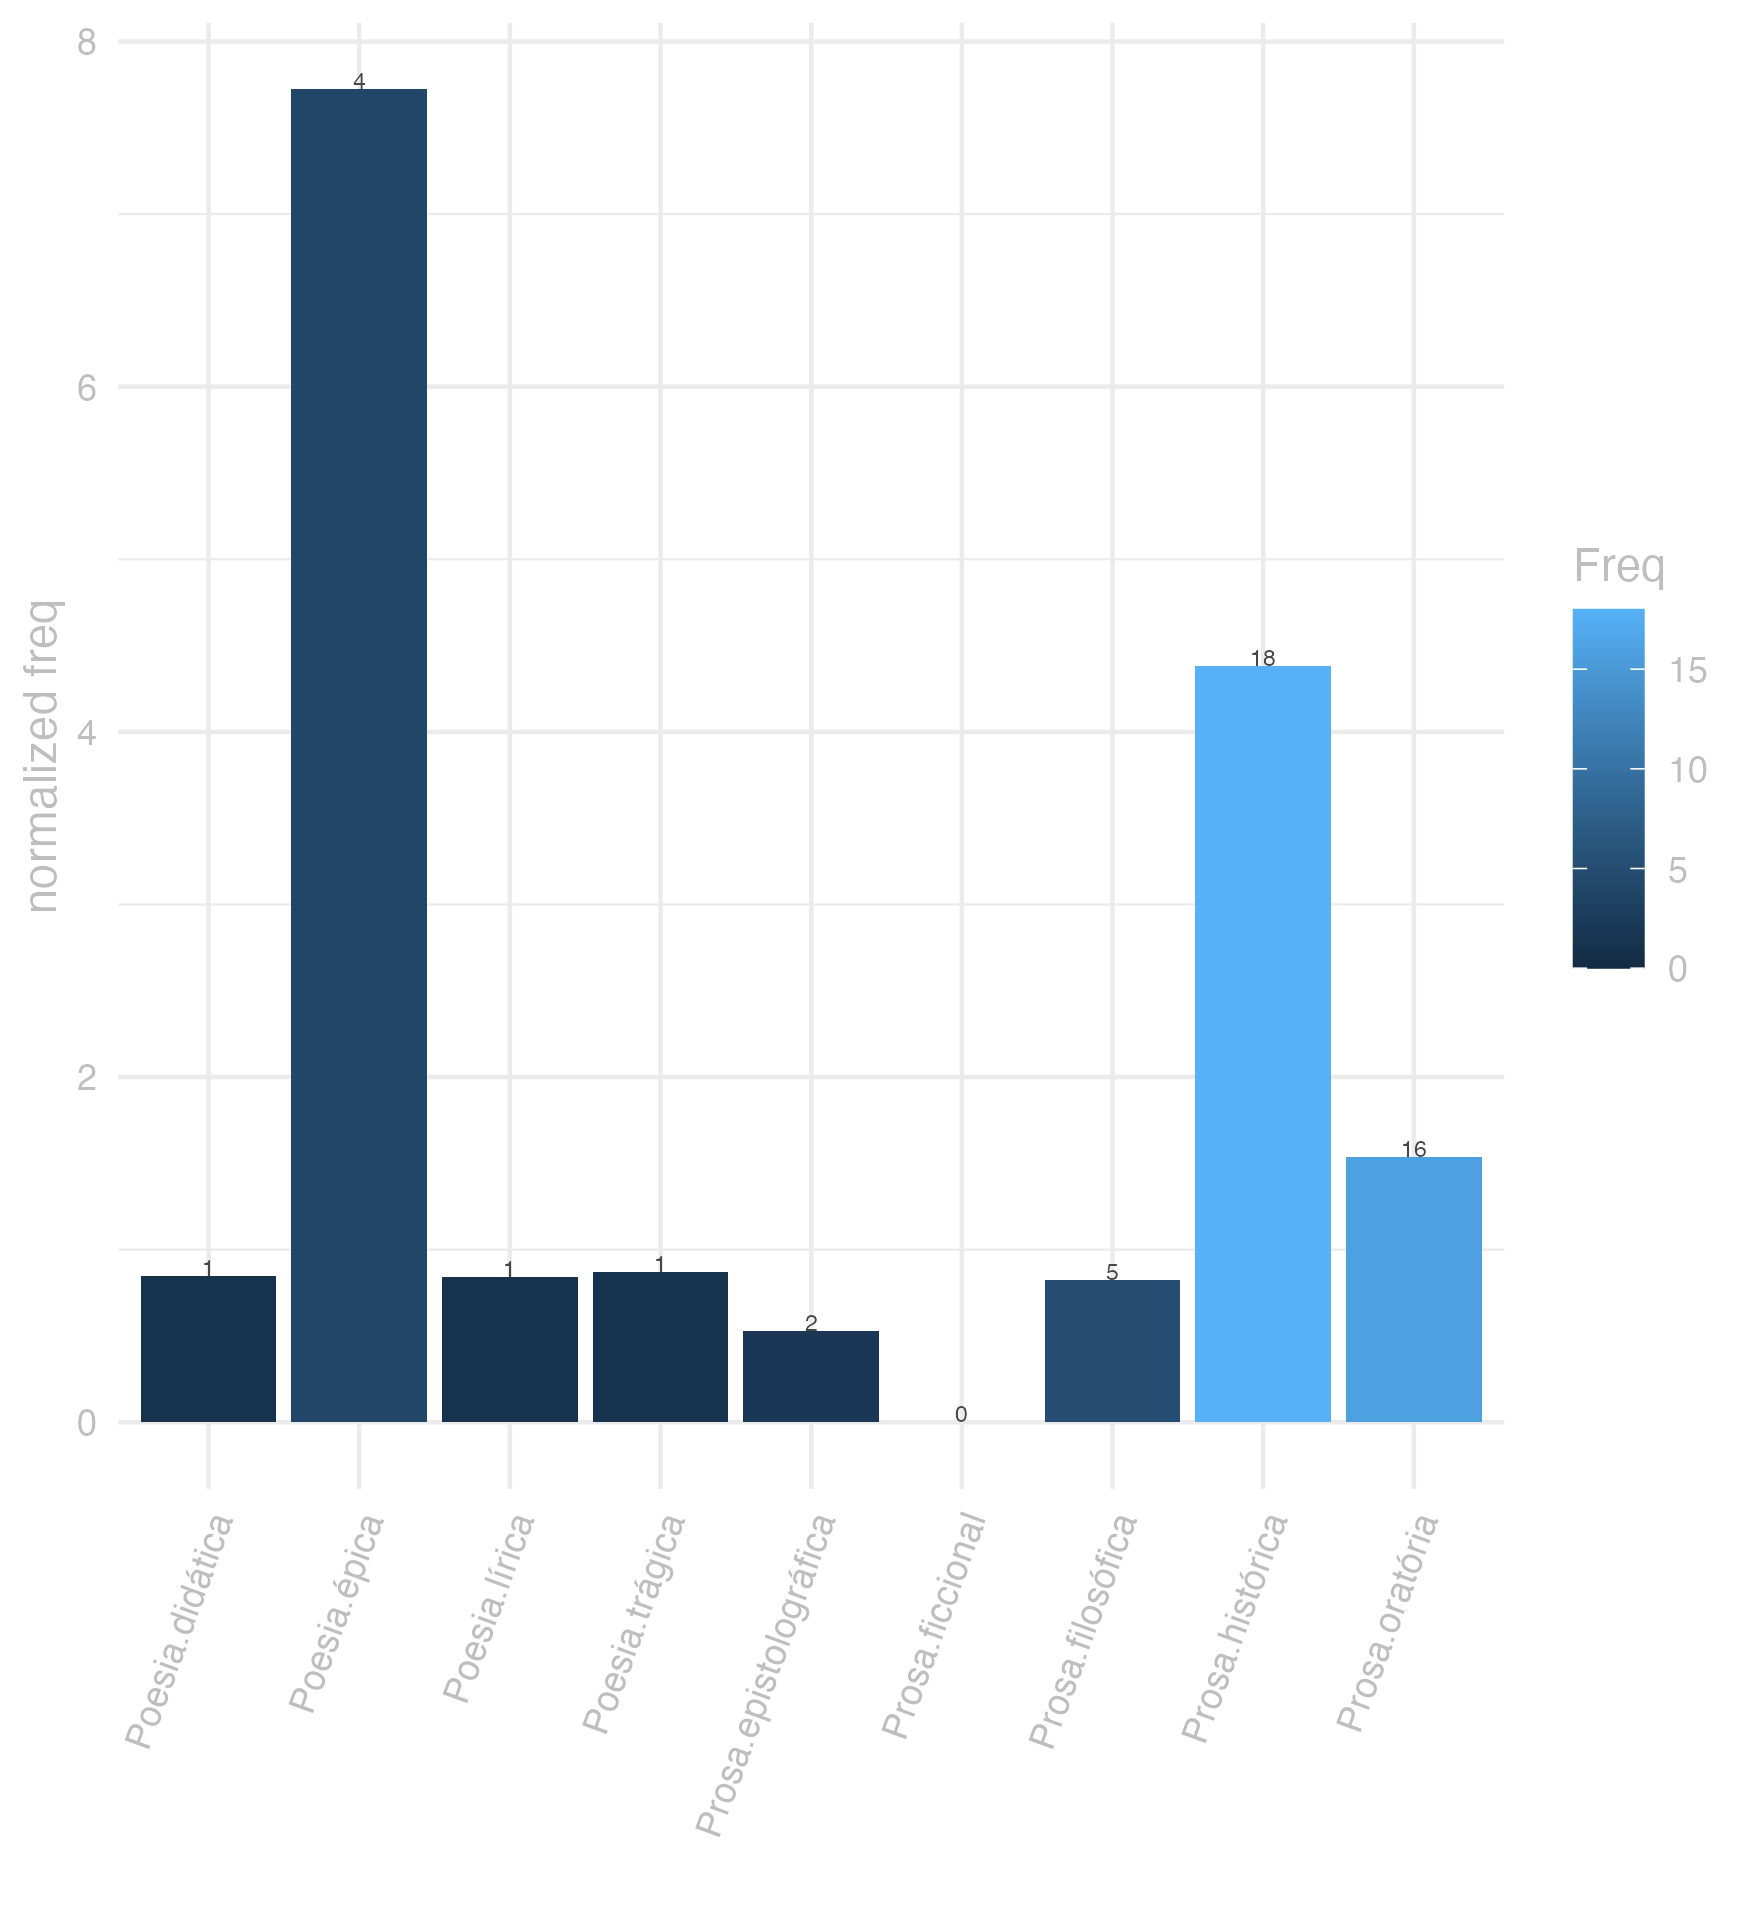 normalized freq
8
6
4
2
0
4
18
16
1
1
1
2
0
5
Poesia.didática
Poesia.épica
Poesia.lírica
Poesia.trágica
Prosa.epistolográfica
Prosa.ficcional
Prosa.filosófica
Prosa.histórica
Prosa.oratória
Freq
15
10
5
0